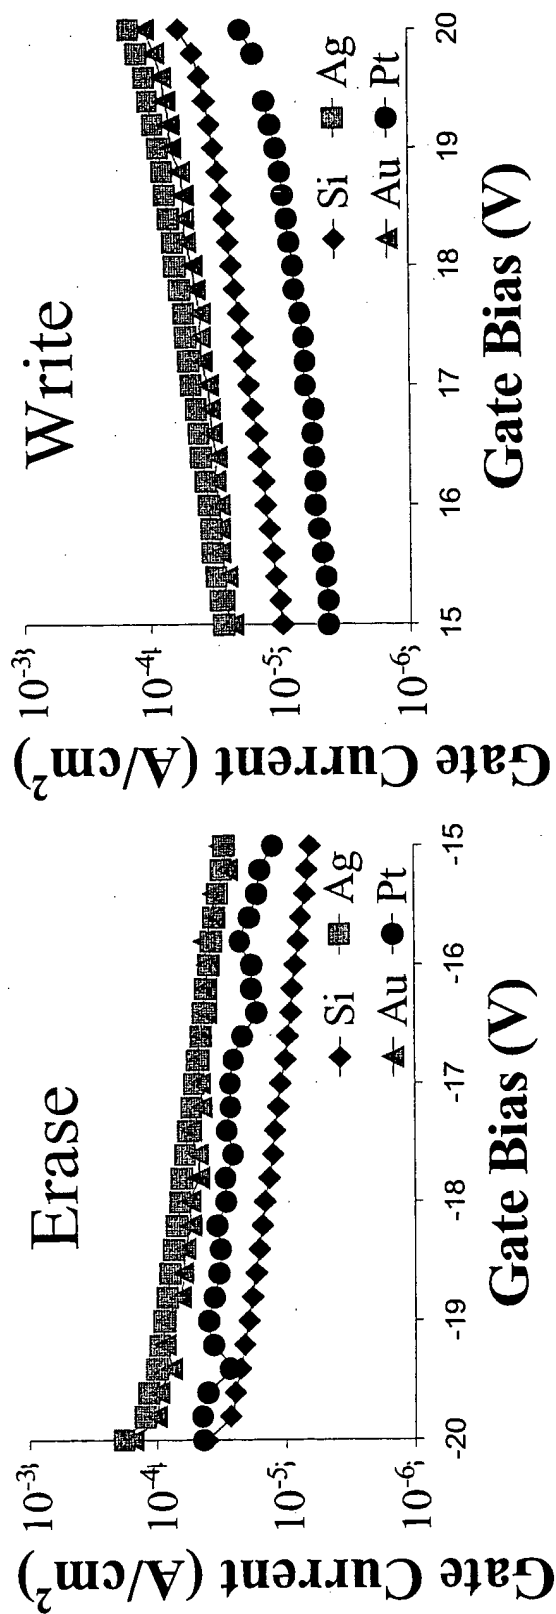 Erase
Gate Current (A/cm²)
10⁻³
10⁻⁴
10⁻⁵
10⁻⁶
-20 -19 -18 -17 -16 -15
Gate Bias (V)
Si Ag
Au Pt
Write
Gate Current (A/cm²)
10⁻³
10⁻⁴
10⁻⁵
10⁻⁶
15 16 17 18 19 20
Gate Bias (V)
Si Ag
Au Pt